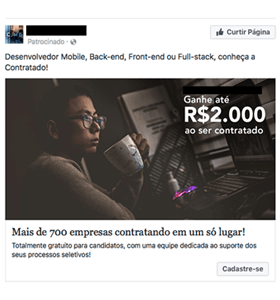 Curtir Página
Patrocinado ·
Desenvolvedor Mobile, Back-end, Front-end ou Full-stack, conheça a
Contratado!
Ganhe até
R$2.000
ao ser contratado
Mais de 700 empresas contratando em um só lugar!
Totalmente gratuito para candidatos, com uma equipe dedicada ao suporte dos
seus processos seletivos!
Cadastre-se